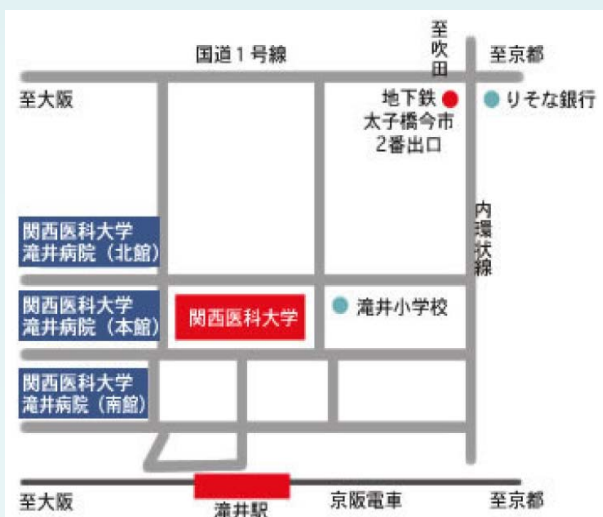 至吹田
国道1号線
至京都
至大阪
地下鉄
太子橋今市
2番出口
りそな銀行
内環状線
関西医科大学
滝井病院（北館）
関西医科大学
滝井病院（本館）
関西医科大学
滝井小学校
関西医科大学
滝井病院（南館）
至大阪
滝井駅
京阪電車
至京都